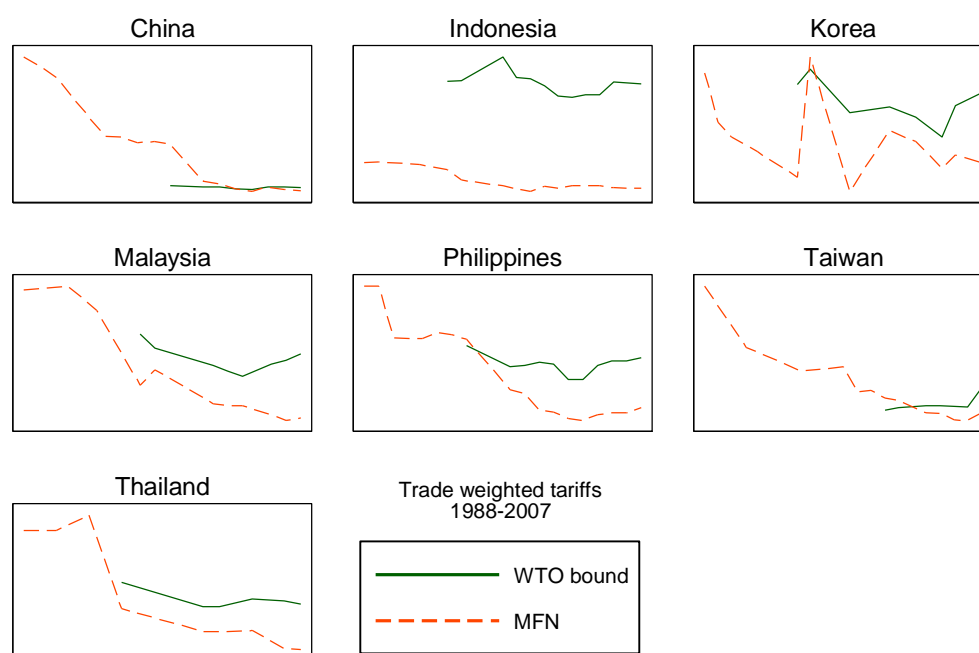 China
Indonesia
Korea
Malaysia
Philippines
Taiwan
Thailand
Trade weighted tariffs
1988-2007
WTO bound
MFN